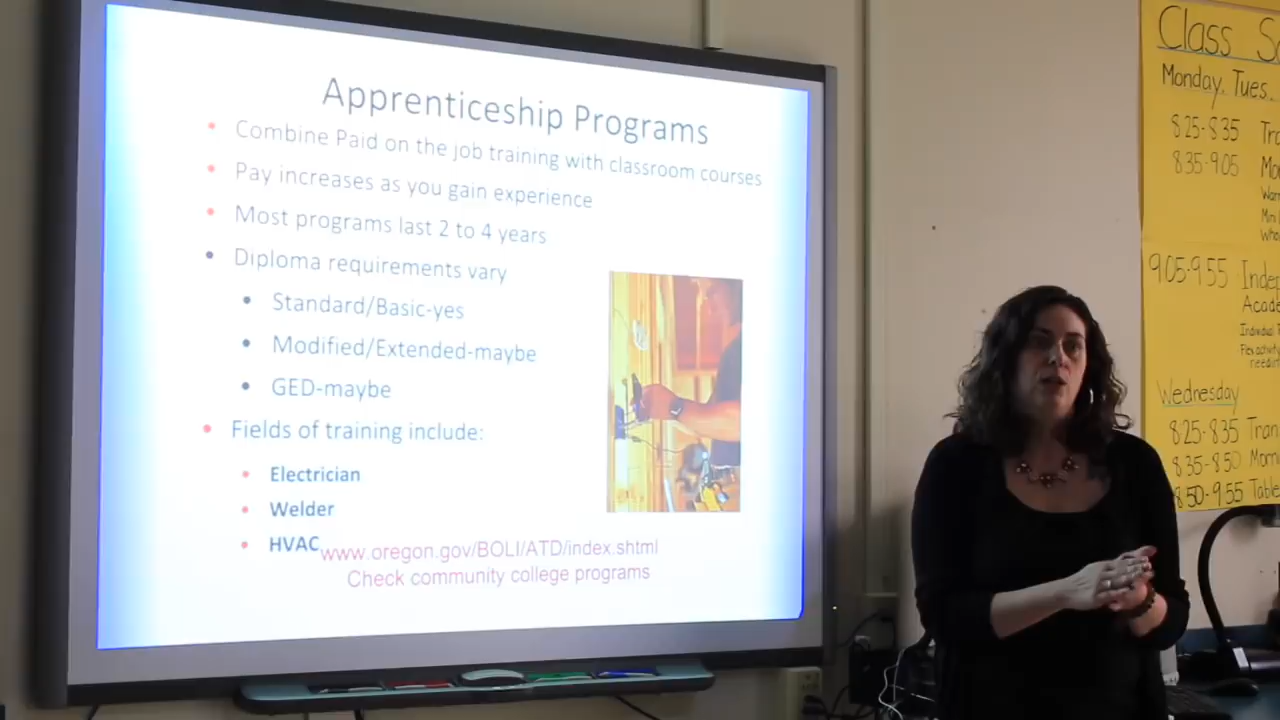 Apprenticeship Programs
• Combine Paid on the job training with classroom courses
• Pay increases as you gain experience
• Most programs last 2 to 4 years
• Diploma requirements vary
• Standard/Basic-yes
• Modified/Extended-maybe
• GED-maybe
• Fields of training include:
• Electrician
• Welder
• HVAC
www.oregon.gov/BOLI/ATD/index.shtml
Check community college programs
Class
Monday, Tues.
8:25-8:35
8:35-9:05
9:05-9:55
Wednesday
8:25-8:35
8:35-8:50
8:50-9:55 Table